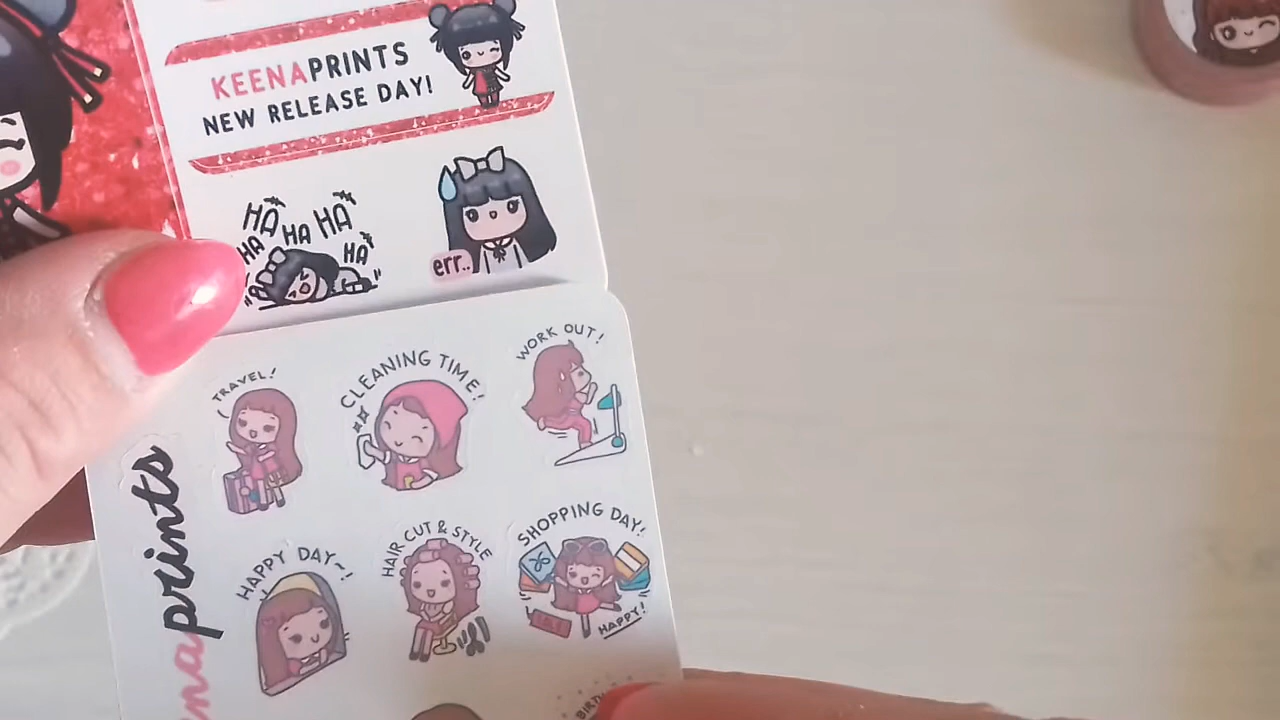 KEENAPRINTS
NEW RELEASE DAY!
HA HA HA
HA HA
err..
TRAVEL!
CLEANING TIME!
WORK OUT!
prints
HAPPY DAY~!
HAIR CUT & STYLE
SHOPPING DAY!
HAPPY!